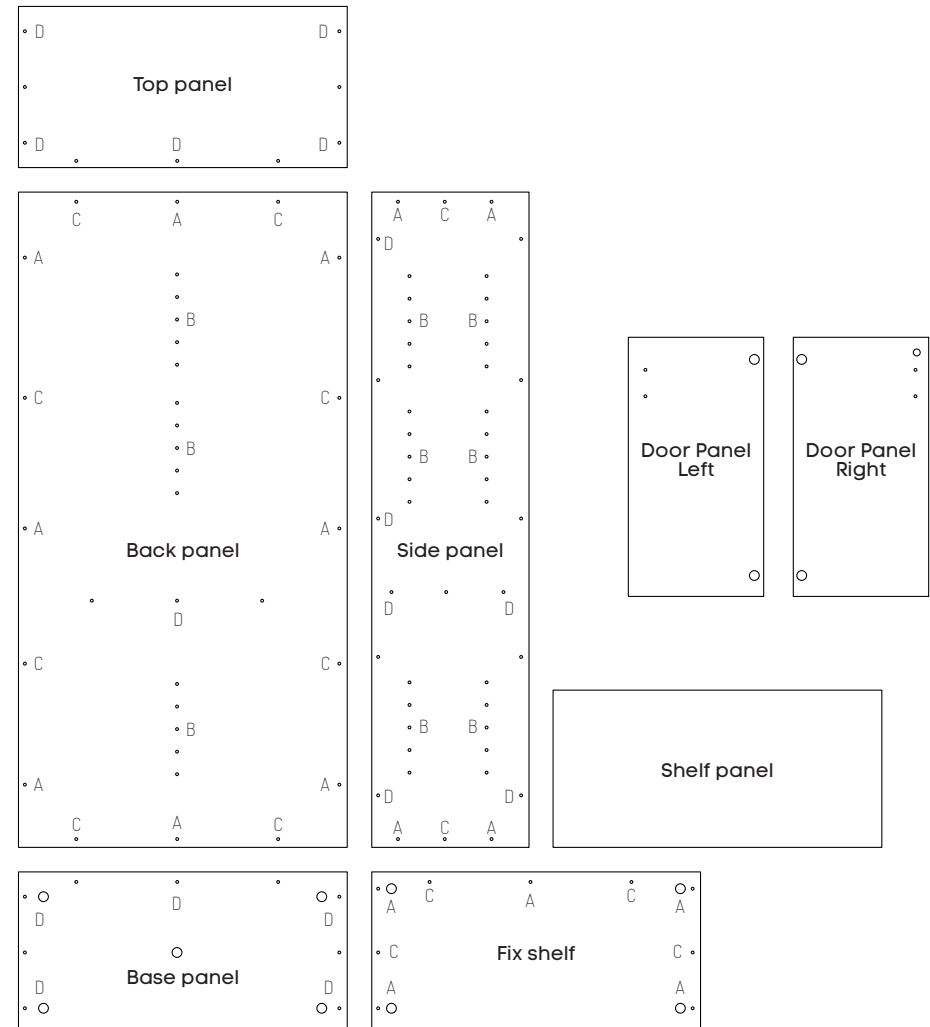 D D
Top panel
D D D
C A C
A A
B
C C
B
A A
Back panel
D
C C
B
A A
C A C
A C A
D
B B
B B
D
Side panel
D D
B B
D D
A C A
Door Panel
Left
Door Panel
Right
Shelf panel
D
D D
Base panel
D D
C A C
A A
C C
Fix shelf
A A